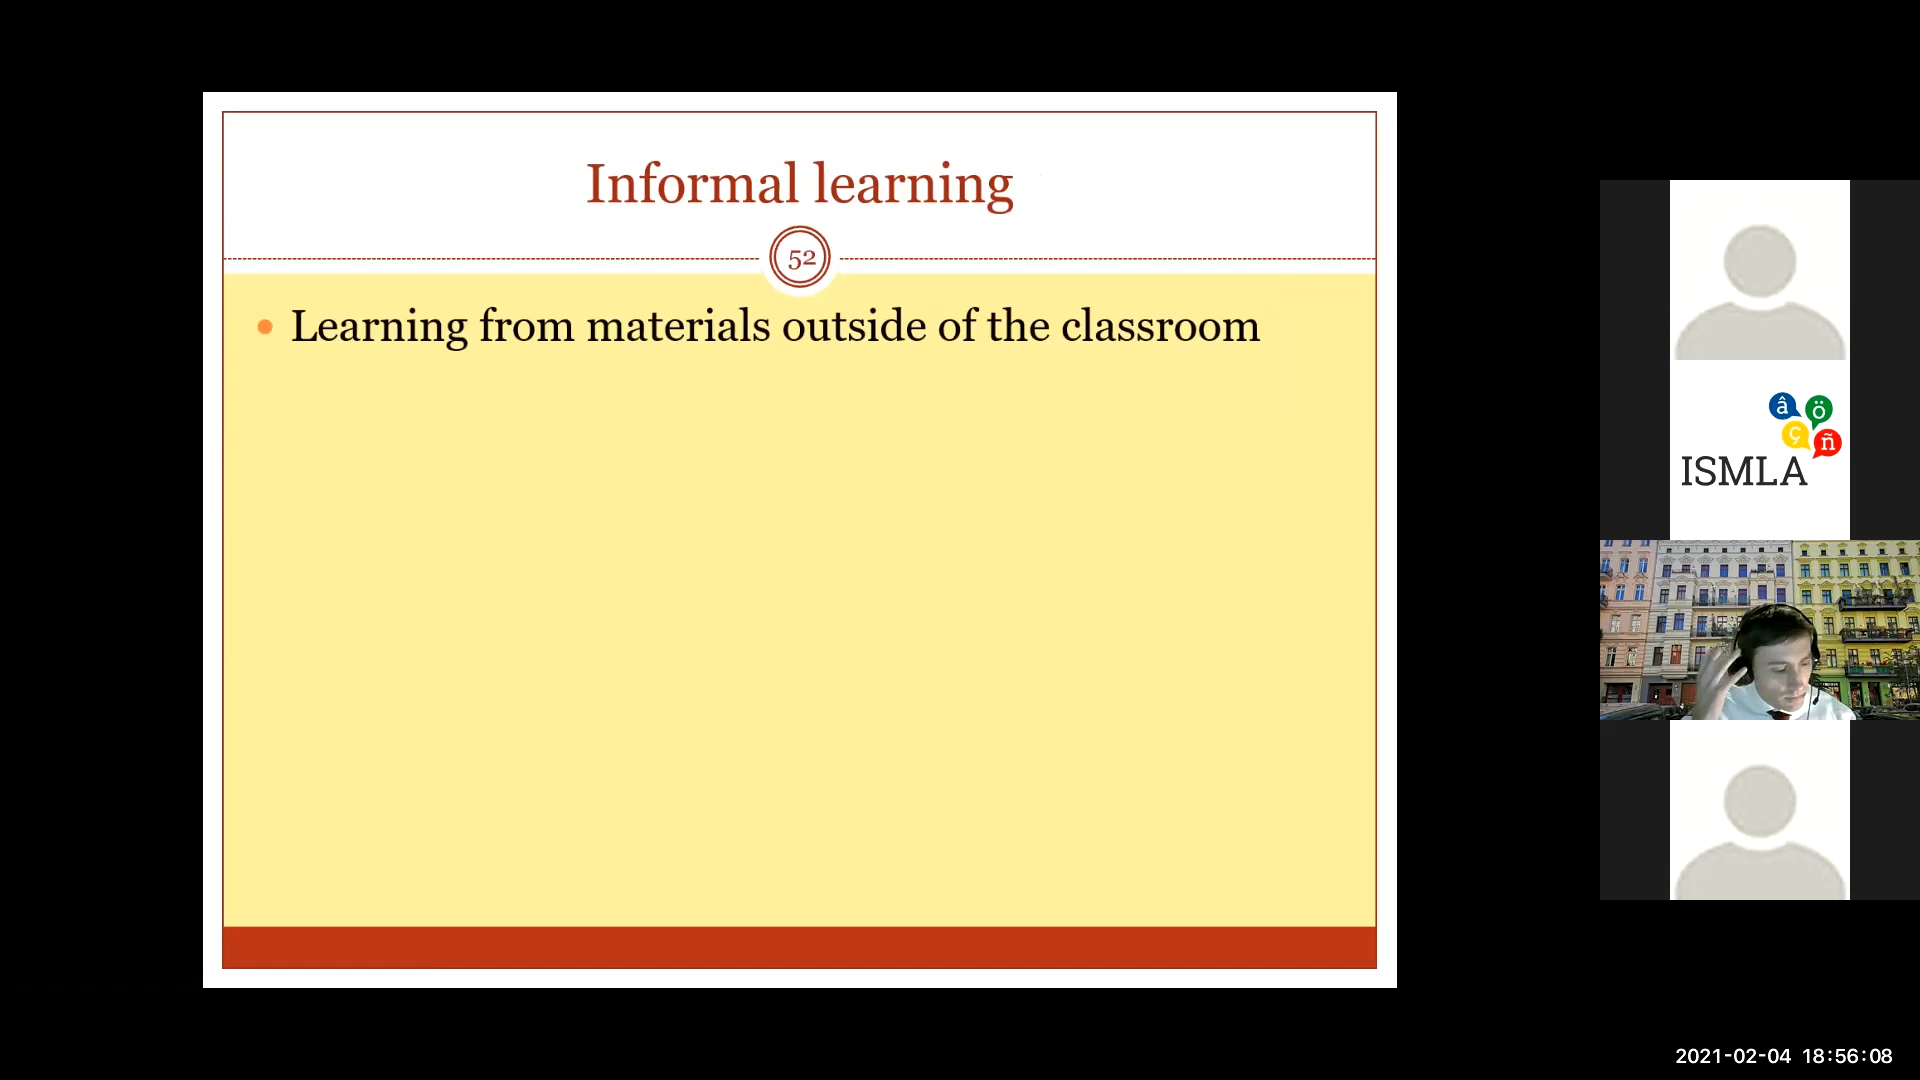 Informal learning
52
Learning from materials outside of the classroom
â ö
ç ñ
ISMLA
2021-02-04 18:56:08